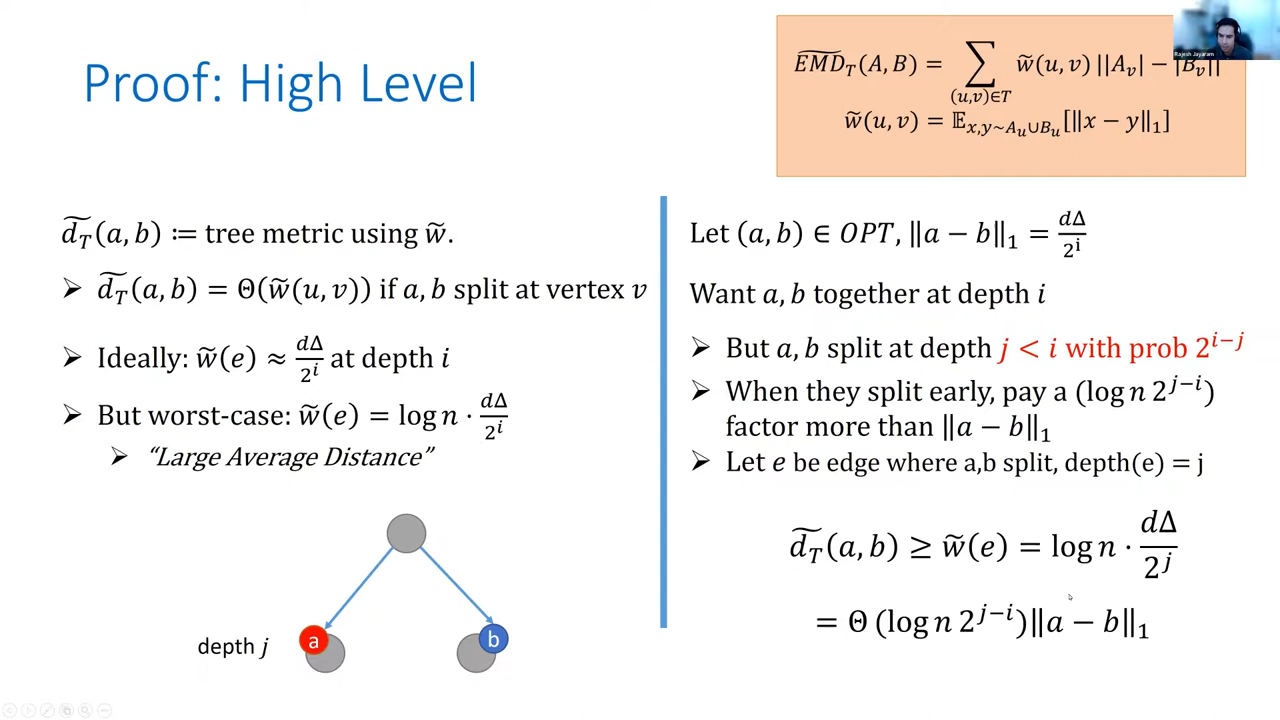 Proof: High Level
Rajesh Jayaram
$\widetilde{EMD}_T(A, B) = \sum_{(u,v)\in T} \tilde{w}(u, v)\,||A_v| - |B_v||$
$\tilde{w}(u, v) = \mathbb{E}_{x,y \sim A_u \cup B_u}[\|x - y\|_1]$
$\widetilde{d_T}(a, b) ≔$ tree metric using $\tilde{w}$.
➢ $\widetilde{d_T}(a, b) = \Theta(\tilde{w}(u, v))$ if $a, b$ split at vertex $v$
➢ Ideally: $\tilde{w}(e) \approx \frac{d\Delta}{2^i}$ at depth $i$
➢ But worst-case: $\tilde{w}(e) = \log n \cdot \frac{d\Delta}{2^i}$
➢ "Large Average Distance"
depth j
a
b
Let $(a, b) \in OPT, \|a - b\|_1 = \frac{d\Delta}{2^i}$
Want $a, b$ together at depth $i$
➢ But $a, b$ split at depth $j < i$ with prob $2^{i-j}$
➢ When they split early, pay a $(\log n\, 2^{j-i})$
factor more than $\|a - b\|_1$
➢ Let $e$ be edge where a,b split, depth(e) = j
$\widetilde{d_T}(a, b) \geq \tilde{w}(e) = \log n \cdot \frac{d\Delta}{2^j}$
$= \Theta(\log n\, 2^{j-i})\|a - b\|_1$